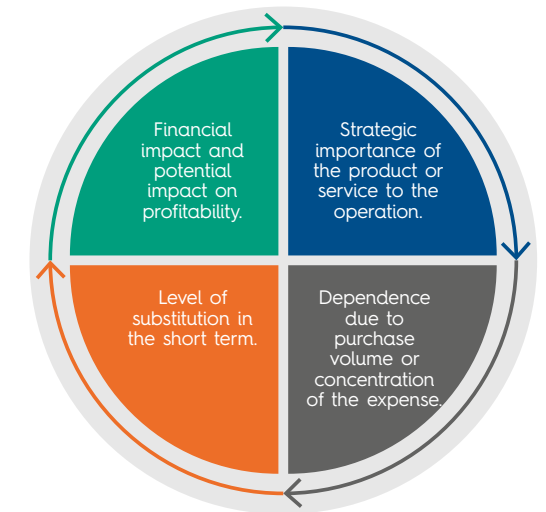 Financial
impact and
potential
impact on
profitability.
Strategic
importance of
the product or
service to the
operation.
Level of
substitution in
the short term.
Dependence
due to
purchase
volume or
concentration
of the expense.